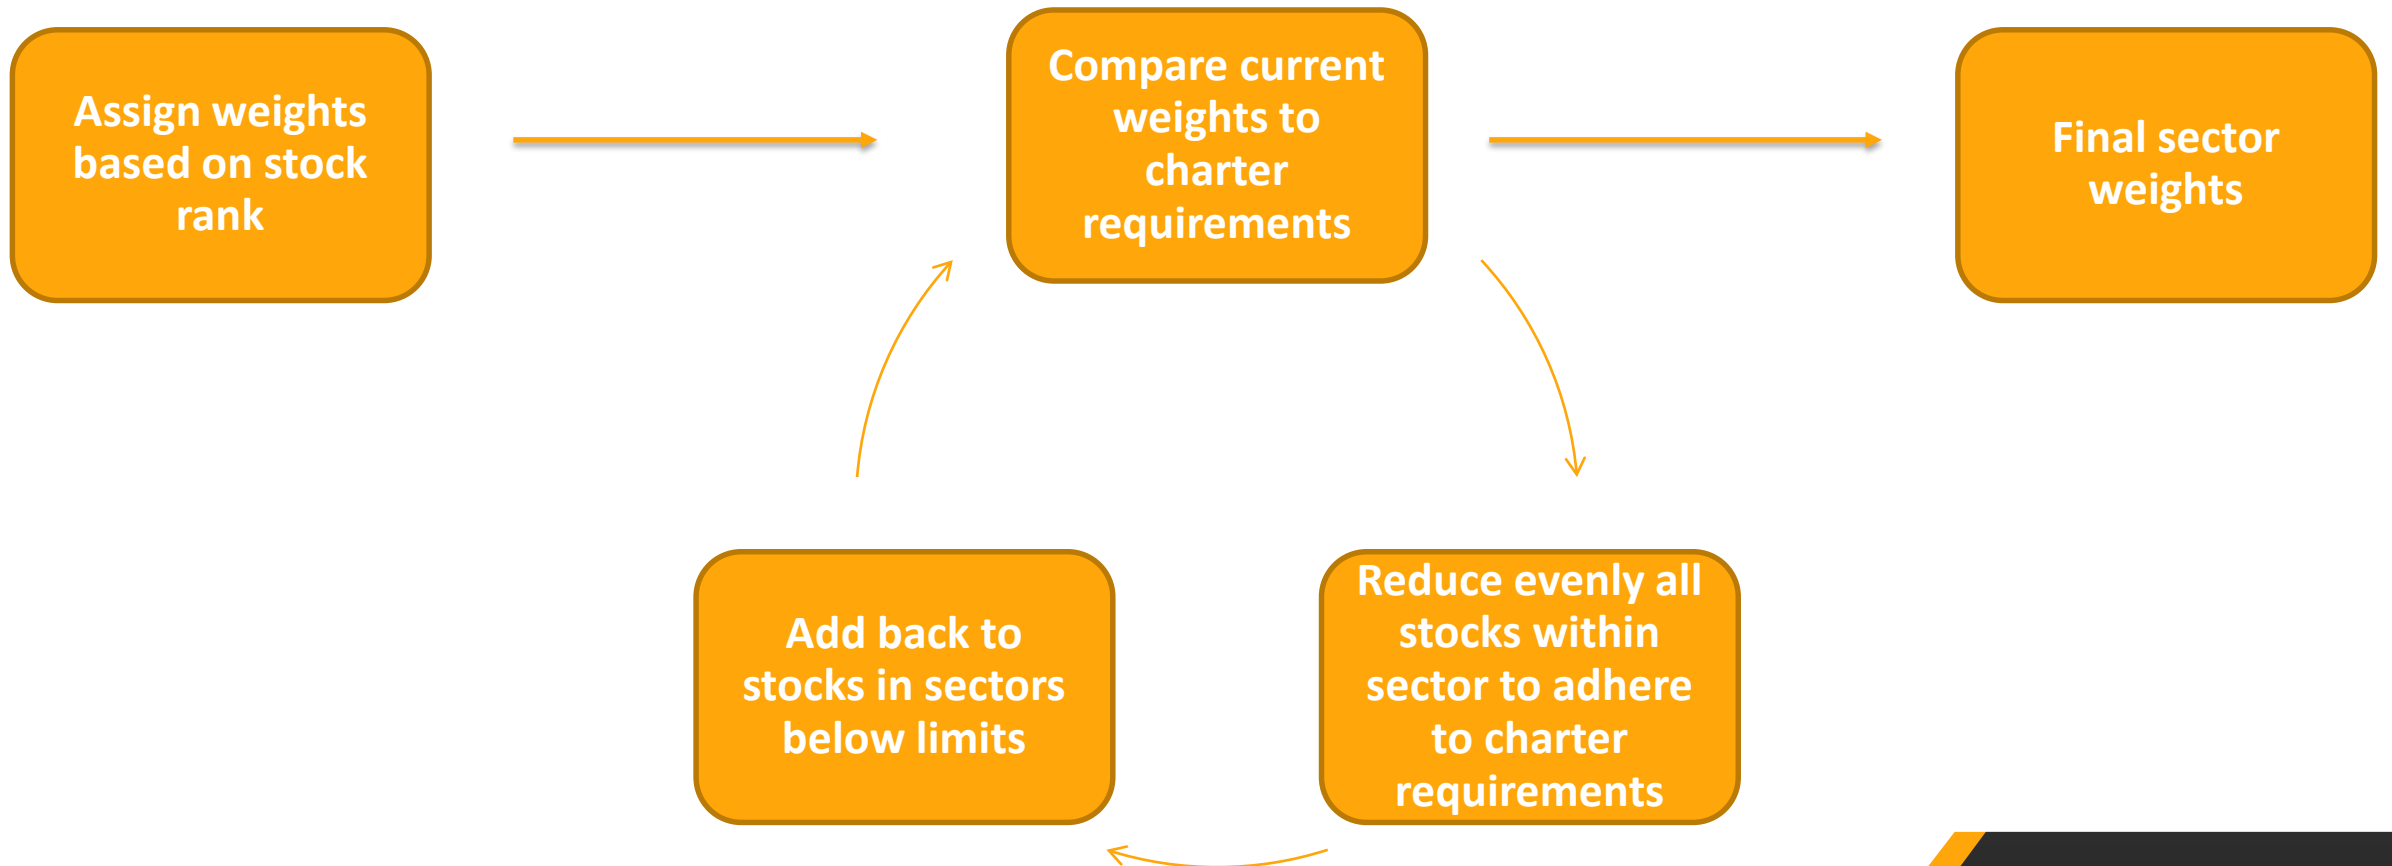 Assign weights
based on stock
rank
Compare current
weights to
charter
requirements
Final sector
weights
Add back to
stocks in sectors
below limits
Reduce evenly all
stocks within
sector to adhere
to charter
requirements